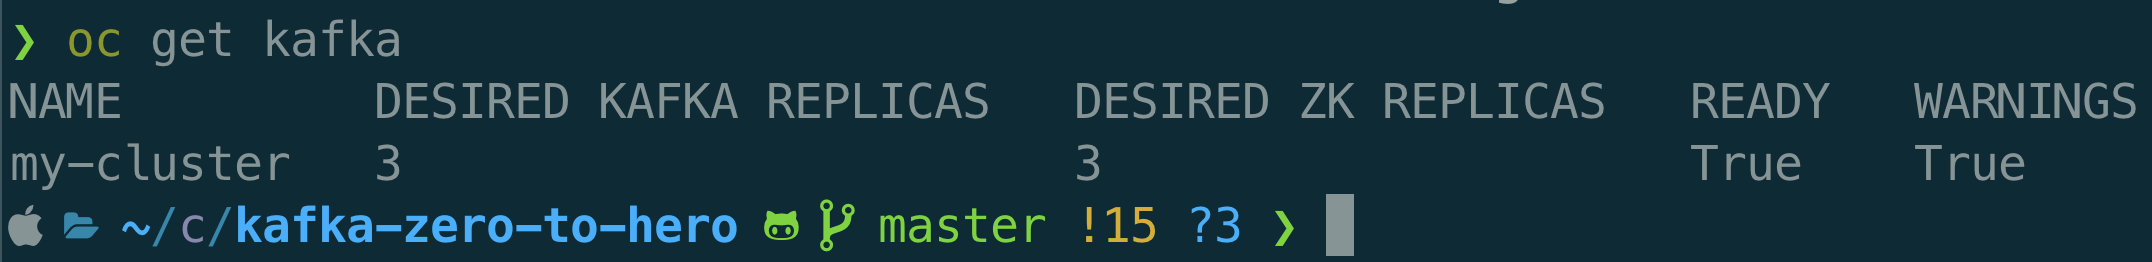 ❯ oc get kafka
NAME         DESIRED KAFKA REPLICAS   DESIRED ZK REPLICAS   READY   WARNINGS
my-cluster   3                        3                     True    True
~/c/kafka-zero-to-hero master !15 ?3 ❯